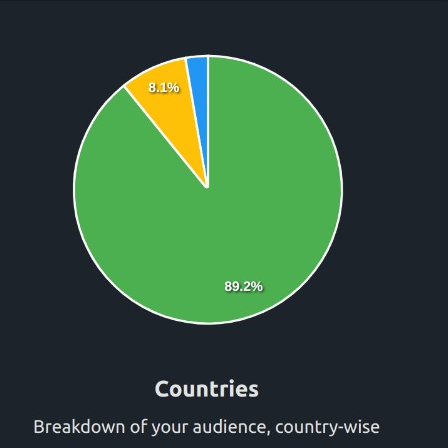 8.1%
89.2%
Countries
Breakdown of your audience, country-wise